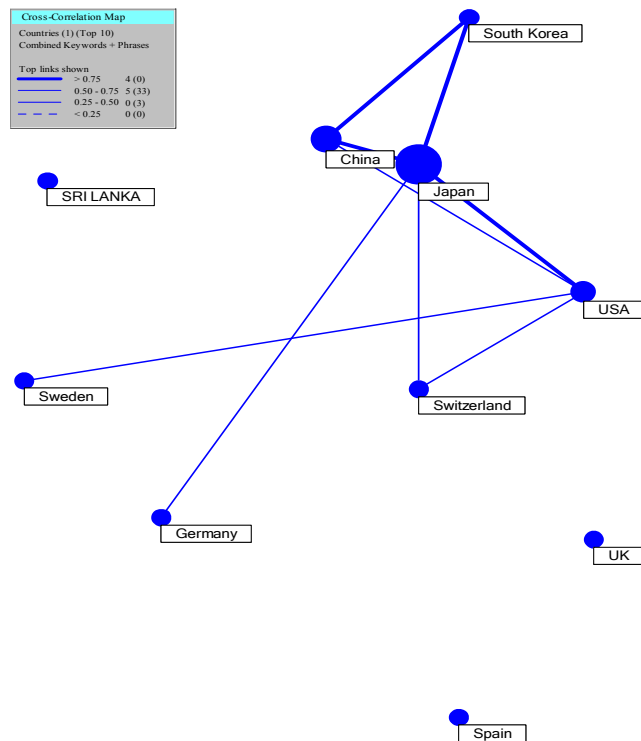 Cross-Correlation Map
Countries (1) (Top 10)
Combined Keywords + Phrases
Top links shown
> 0.75 4 (0)
0.50 - 0.75 5 (33)
0.25 - 0.50 0 (3)
< 0.25 0 (0)
South Korea
China
SRI LANKA
Japan
USA
Sweden
Switzerland
Germany
UK
Spain